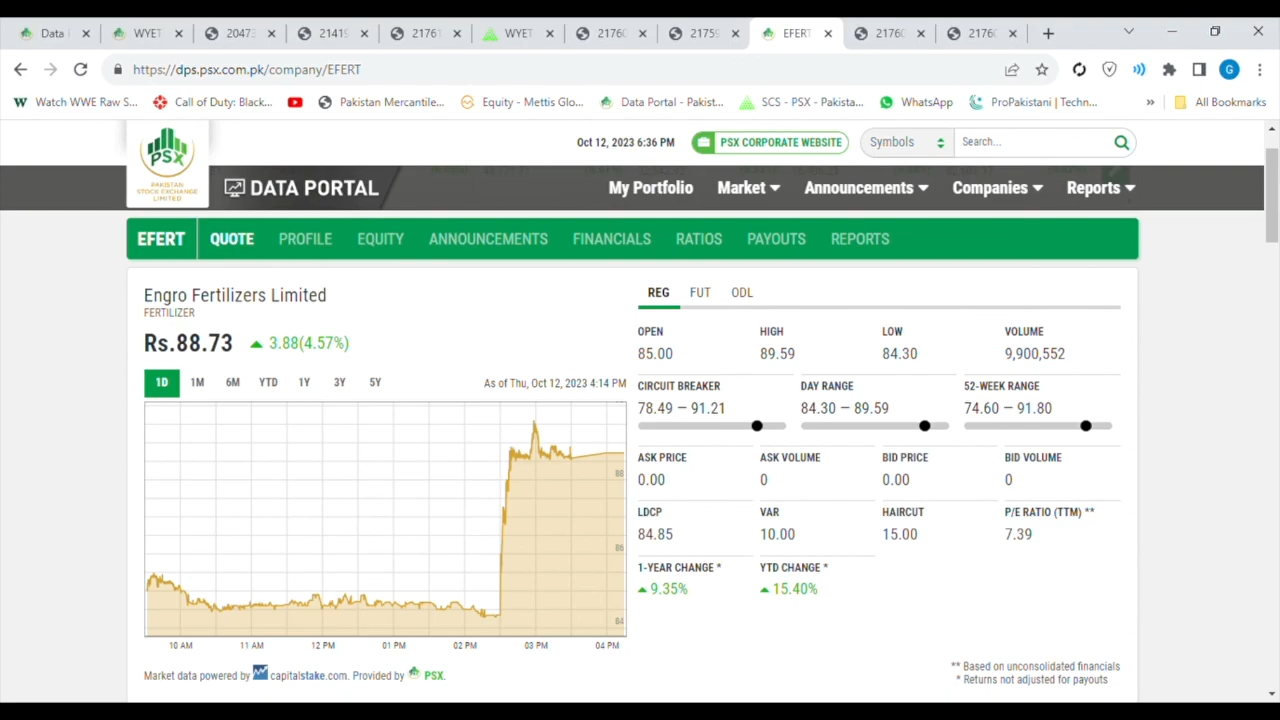 Data
WYET
20473
21419
2176
WYET
2176
21759
EFERT
2176
2176
https://dps.psx.com.pk/company/EFERT
G
Watch WWE Raw S...
Call of Duty: Black...
Pakistan Mercantile...
Equity - Mettis Glo...
Data Portal - Pakist...
SCS - PSX - Pakista...
WhatsApp
ProPakistani | Techn...
All Bookmarks
PSX
PAKISTAN
STOCK EXCHANGE
LIMITED
Oct 12, 2023 6:36 PM
PSX CORPORATE WEBSITE
Symbols
Search...
DATA PORTAL
My Portfolio
Market
Announcements
Companies
Reports
EFERT
QUOTE
PROFILE
EQUITY
ANNOUNCEMENTS
FINANCIALS
RATIOS
PAYOUTS
REPORTS
Engro Fertilizers Limited
FERTILIZER
Rs.88.73 3.88(4.57%)
1D 1M 6M YTD 1Y 3Y 5Y
As of Thu, Oct 12, 2023 4:14 PM
88
86
84
10 AM 11 AM 12 PM 01 PM 02 PM 03 PM 04 PM
Market data powered by capitalstake.com. Provided by PSX.
REG FUT ODL
OPEN HIGH LOW VOLUME
85.00 89.59 84.30 9,900,552
CIRCUIT BREAKER DAY RANGE 52-WEEK RANGE
78.49 — 91.21 84.30 — 89.59 74.60 — 91.80
ASK PRICE ASK VOLUME BID PRICE BID VOLUME
0.00 0 0.00 0
LDCP VAR HAIRCUT P/E RATIO (TTM) **
84.85 10.00 15.00 7.39
1-YEAR CHANGE * YTD CHANGE *
9.35% 15.40%
** Based on unconsolidated financials
* Returns not adjusted for payouts